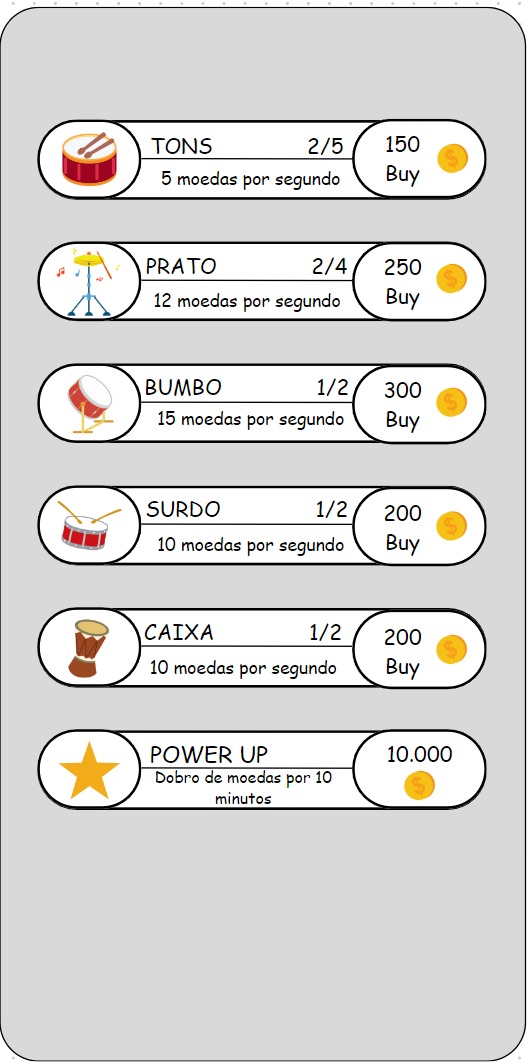 TONS 2/5
5 moedas por segundo
150
Buy
$
PRATO 2/4
12 moedas por segundo
250
Buy
$
BUMBO 1/2
15 moedas por segundo
300
Buy
$
SURDO 1/2
10 moedas por segundo
200
Buy
$
CAIXA 1/2
10 moedas por segundo
200
Buy
$
POWER UP
Dobro de moedas por 10
minutos
10.000
$